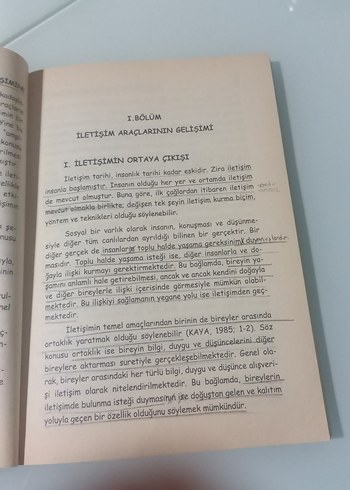 I.BÖLÜM
İLETİŞİM ARAÇLARININ GELİŞİMİ
I. İLETİŞİMİN ORTAYA ÇIKIŞI
İletişim tarihi, insanlık tarihi kadar eskidir. Zira iletişim
insanla başlamıştır. İnsanın olduğu her yer ve ortamda iletişim
de mevcut olmuştur. Buna göre, ilk çağlardan itibaren iletişim
mevcut olmakla birlikte; değişen tek şeyin iletişim kurma biçim,
yöntem ve teknikleri olduğu söylenebilir.
Sosyal bir varlık olarak insanın, konuşması ve düşünme-
siyle diğer tüm canlılardan ayrıldığı bilinen bir gerçektir. Bir
diğer gerçek de insanların toplu halde yaşama gereksinimi duy
masıdır. Toplu halde yaşama isteği ise, diğer insanlarla ve do-
ğayla ilişki kurmayı gerektirmektedir. Bu bağlamda, bireyin ya-
şamını anlamlı hale getirebilmesi, ancak ve ancak kendini doğayla
ve diğer bireylerle ilişki içerisinde görmesiyle mümkün olabil-
mektedir. Bu ilişkiyi sağlamanın yegane yolu ise iletişimden geç-
mektedir.
İletişimin temel amaçlarından birinin de bireyler arasında
ortaklık yaratmak olduğu söylenebilir (KAYA, 1985: 1-2). Söz
konusu ortaklık ise bireyin bilgi, duygu ve düşüncelerini diğer
bireylere aktarması suretiyle gerçekleşebilmektedir. Genel ola-
rak, bireyler arasındaki her türlü bilgi, duygu ve düşünce alışveri-
şi iletişim olarak nitelendirilmektedir. Bu bağlamda, bireylerin
iletişimde bulunma isteği duymasının ise doğuştan gelen ve kalıtım
yoluyla geçen bir özellik olduğunu söylemek mümkündür.